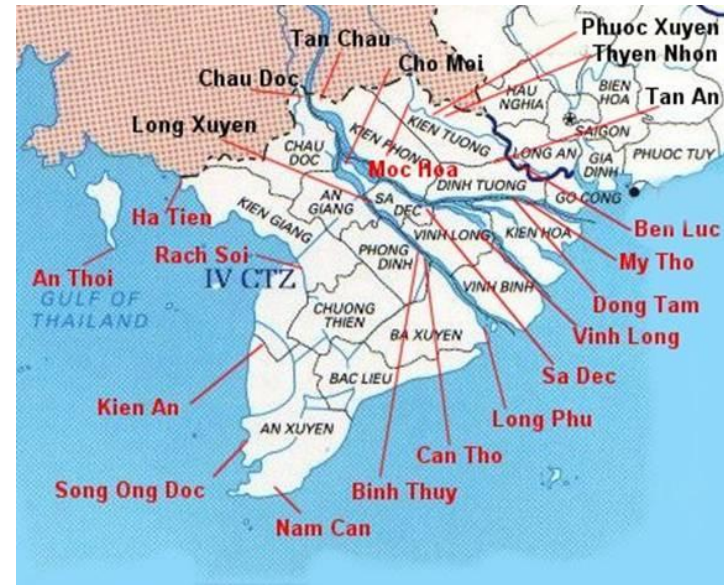 Phuoc Xuyen
Tan Chau
Thyen Nhon
Cho Moi
Chau Doc
HAU
NGHIA
BIEN
HOA
Tan An
Long Xuyen
KIEN TUONG
SAIGON
KIEN PHONG
CHAU
DOC
LONG AN
GIA
DINH
PHUOC TUY
Moc Hoa
DINH TUONG
GO CONG
AN
GIANG
SA
DEC
Ha Tien
KIEN GIANG
Ben Luc
VINH LONG
KIEN HOA
Rach Soi
PHONG
DINH
My Tho
An Thoi
IV CTZ
VINH BINH
GULF OF
THAILAND
Dong Tam
CHUONG
THIEN
BA XUYEN
Vinh Long
BAC LIEU
Sa Dec
Kien An
Long Phu
AN XUYEN
Can Tho
Song Ong Doc
Binh Thuy
Nam Can